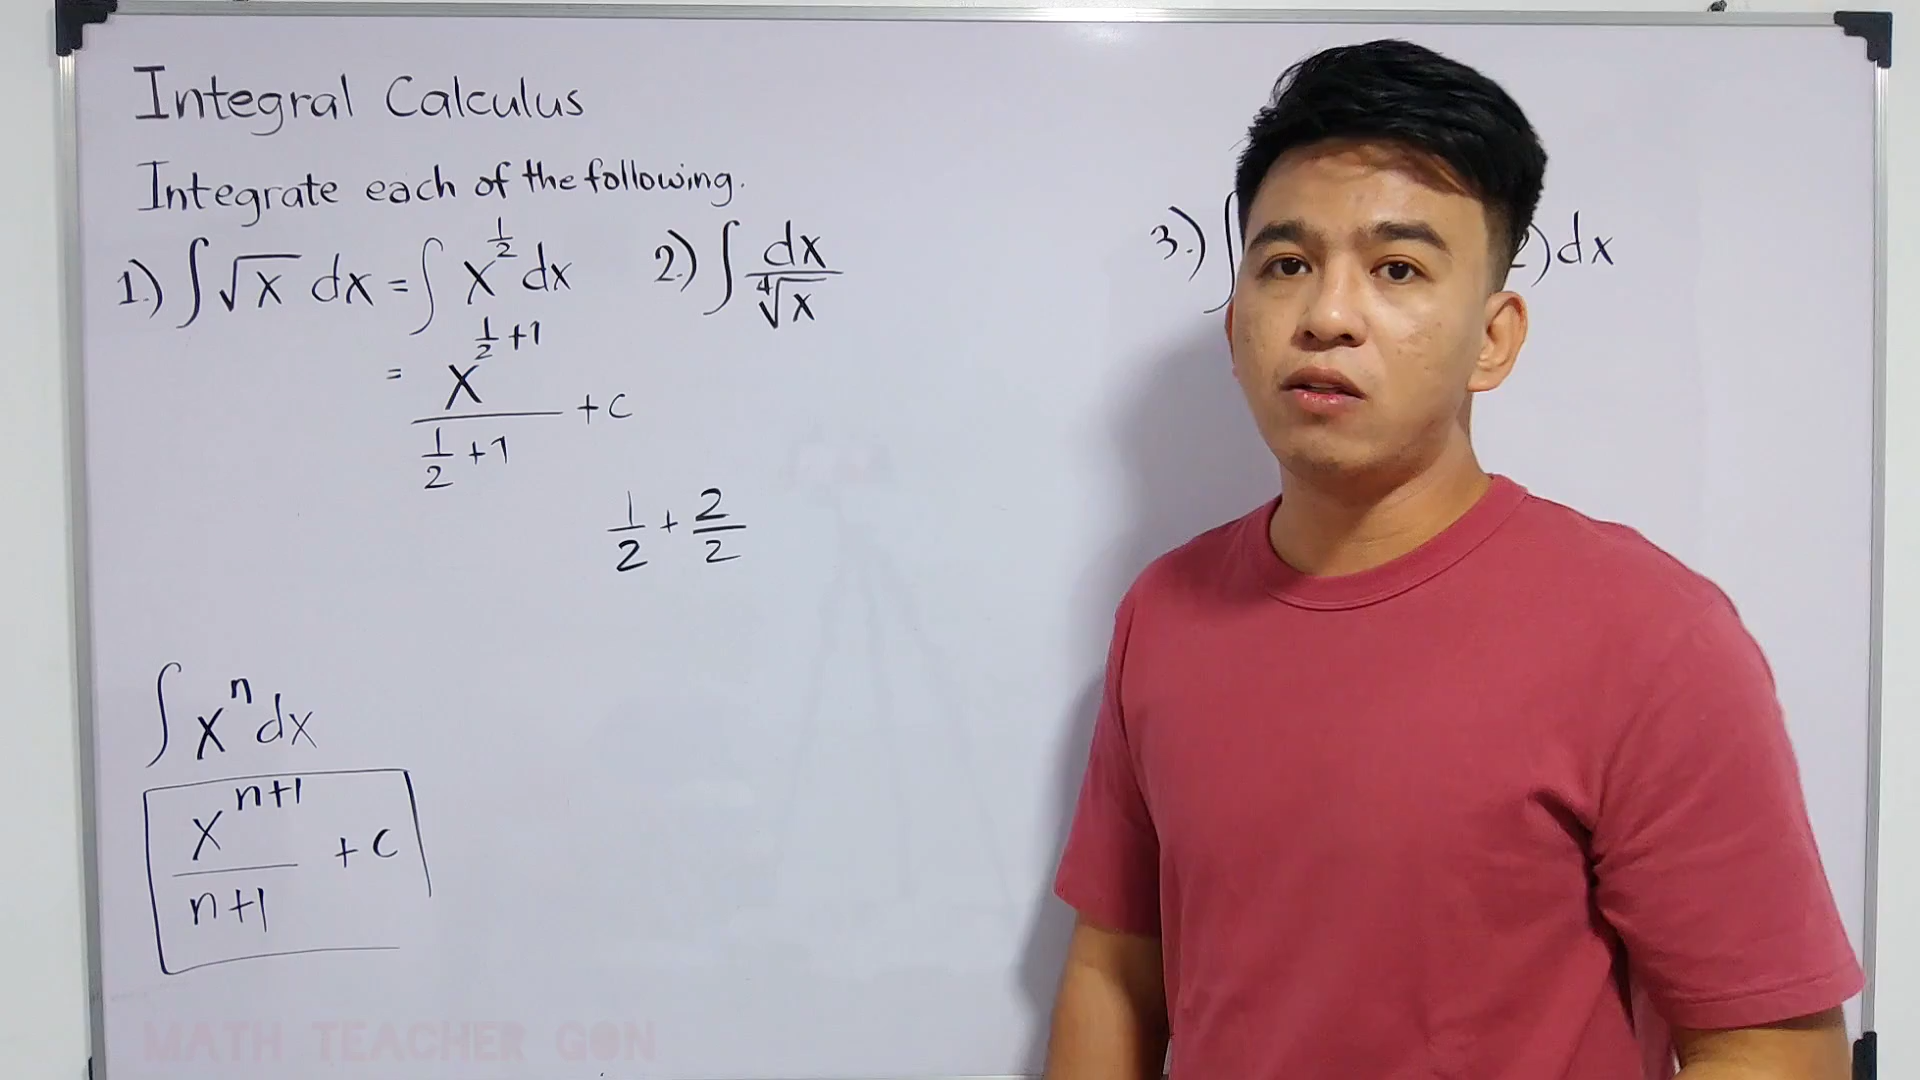 Integral Calculus
Integrate each of the following.
1.) ∫√x dx = ∫ x^(1/2) dx
= x^(1/2 + 1) / (1/2 + 1) + C
1/2 + 2/2
2.) ∫ dx / ∜x
3.) ∫ 2) dx
∫ x^n dx
x^(n+1) / (n+1) + C
MATH TEACHER GON